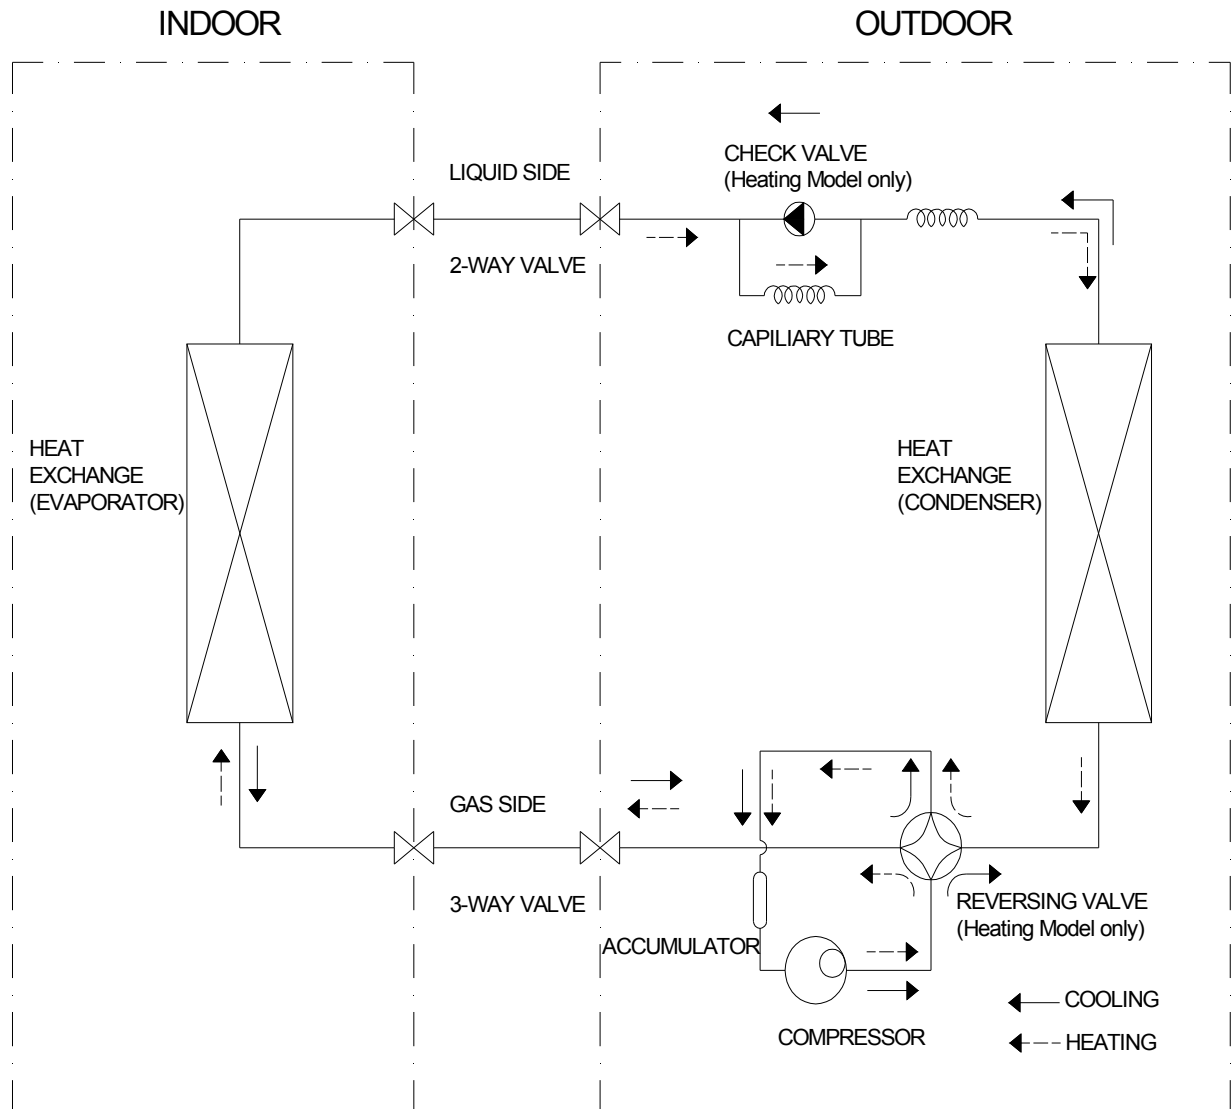 INDOOR
OUTDOOR
CHECK VALVE
(Heating Model only)
LIQUID SIDE
2-WAY VALVE
CAPILIARY TUBE
HEAT
EXCHANGE
(EVAPORATOR)
HEAT
EXCHANGE
(CONDENSER)
GAS SIDE
3-WAY VALVE
REVERSING VALVE
(Heating Model only)
ACCUMULATOR
COMPRESSOR
COOLING
HEATING